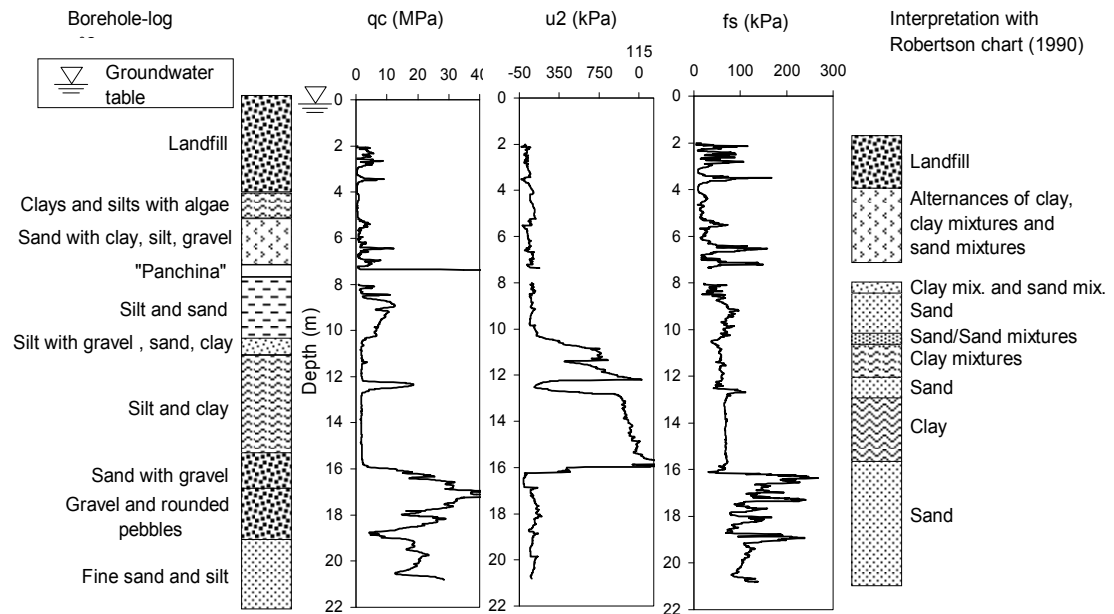 Borehole-log
qc (MPa)
u2 (kPa)
fs (kPa)
Interpretation with
Robertson chart (1990)
Groundwater
table
0 10 20 30 40
115
-50 350 750 0
0 100 200 300
0
2
4
6
8
10
12
14
16
18
20
22
Depth (m)
0
2
4
6
8
10
12
14
16
18
20
22
0
2
4
6
8
10
12
14
16
18
20
22
Landfill
Clays and silts with algae
Sand with clay, silt, gravel
"Panchina"
Silt and sand
Silt with gravel , sand, clay
Silt and clay
Sand with gravel
Gravel and rounded
pebbles
Fine sand and silt
Landfill
Alternances of clay,
clay mixtures and
sand mixtures
Clay mix. and sand mix.
Sand
Sand/Sand mixtures
Clay mixtures
Sand
Clay
Sand